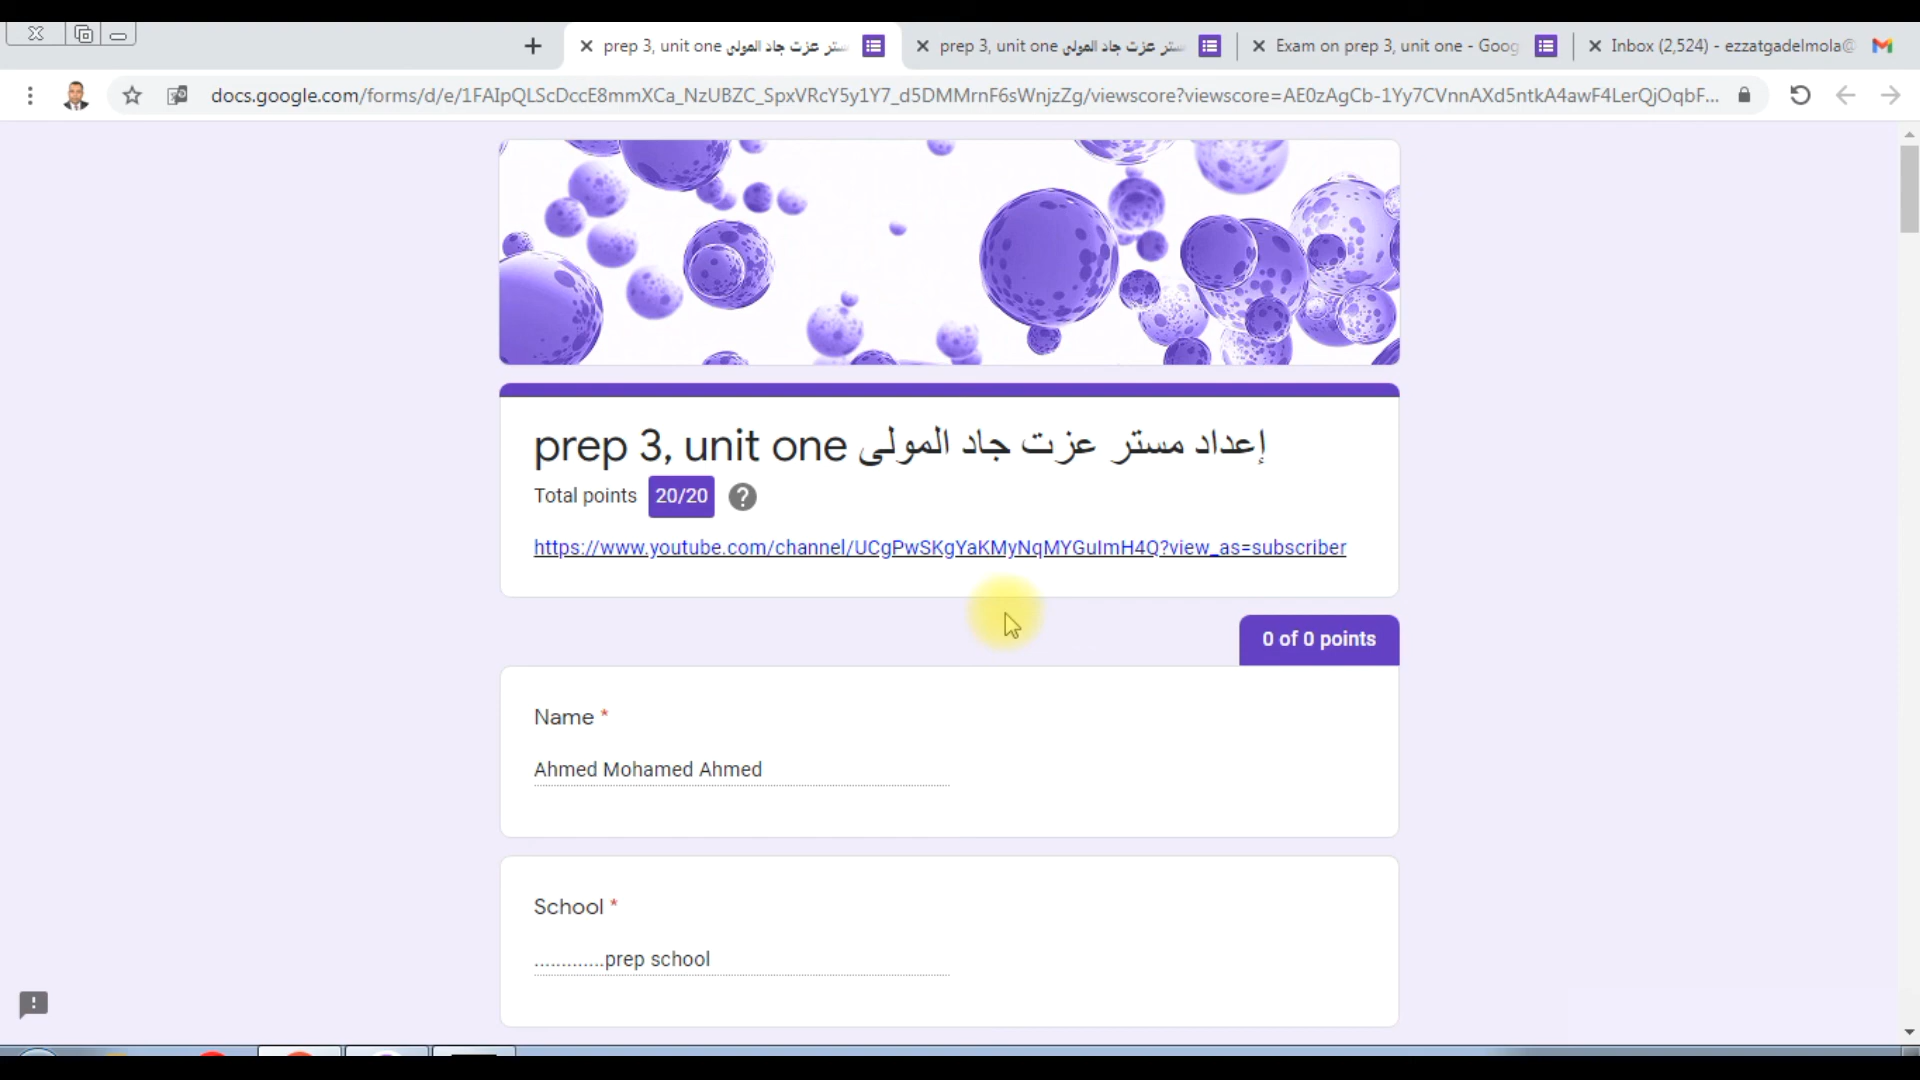 prep 3, unit one ستر عزت جاد المولى
prep 3, unit one ستر عزت جاد المولى
Exam on prep 3, unit one - Goog
Inbox (2,524) - ezzatgadelmola@
docs.google.com/forms/d/e/1FAIpQLScDccE8mmXCa_NzUBZC_SpxVRcY5y1Y7_d5DMMrnF6sWnjzZg/viewscore?viewscore=AE0zAgCb-1Yy7CVnnAXd5ntkA4awF4LerQjOqbF...
prep 3, unit one إعداد مستر عزت جاد المولى
Total points 20/20
https://www.youtube.com/channel/UCgPwSKgYaKMyNqMYGuImH4Q?view_as=subscriber
0 of 0 points
Name *
Ahmed Mohamed Ahmed
School *
.............prep school